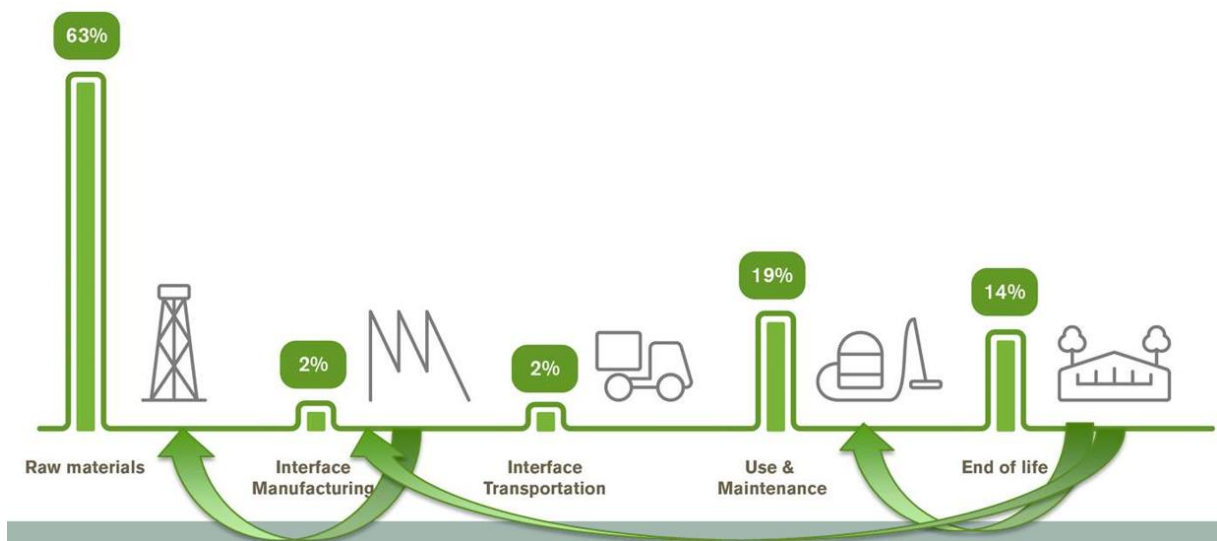 63%
2%
2%
19%
14%
Raw materials
Interface
Manufacturing
Interface
Transportation
Use &
Maintenance
End of life